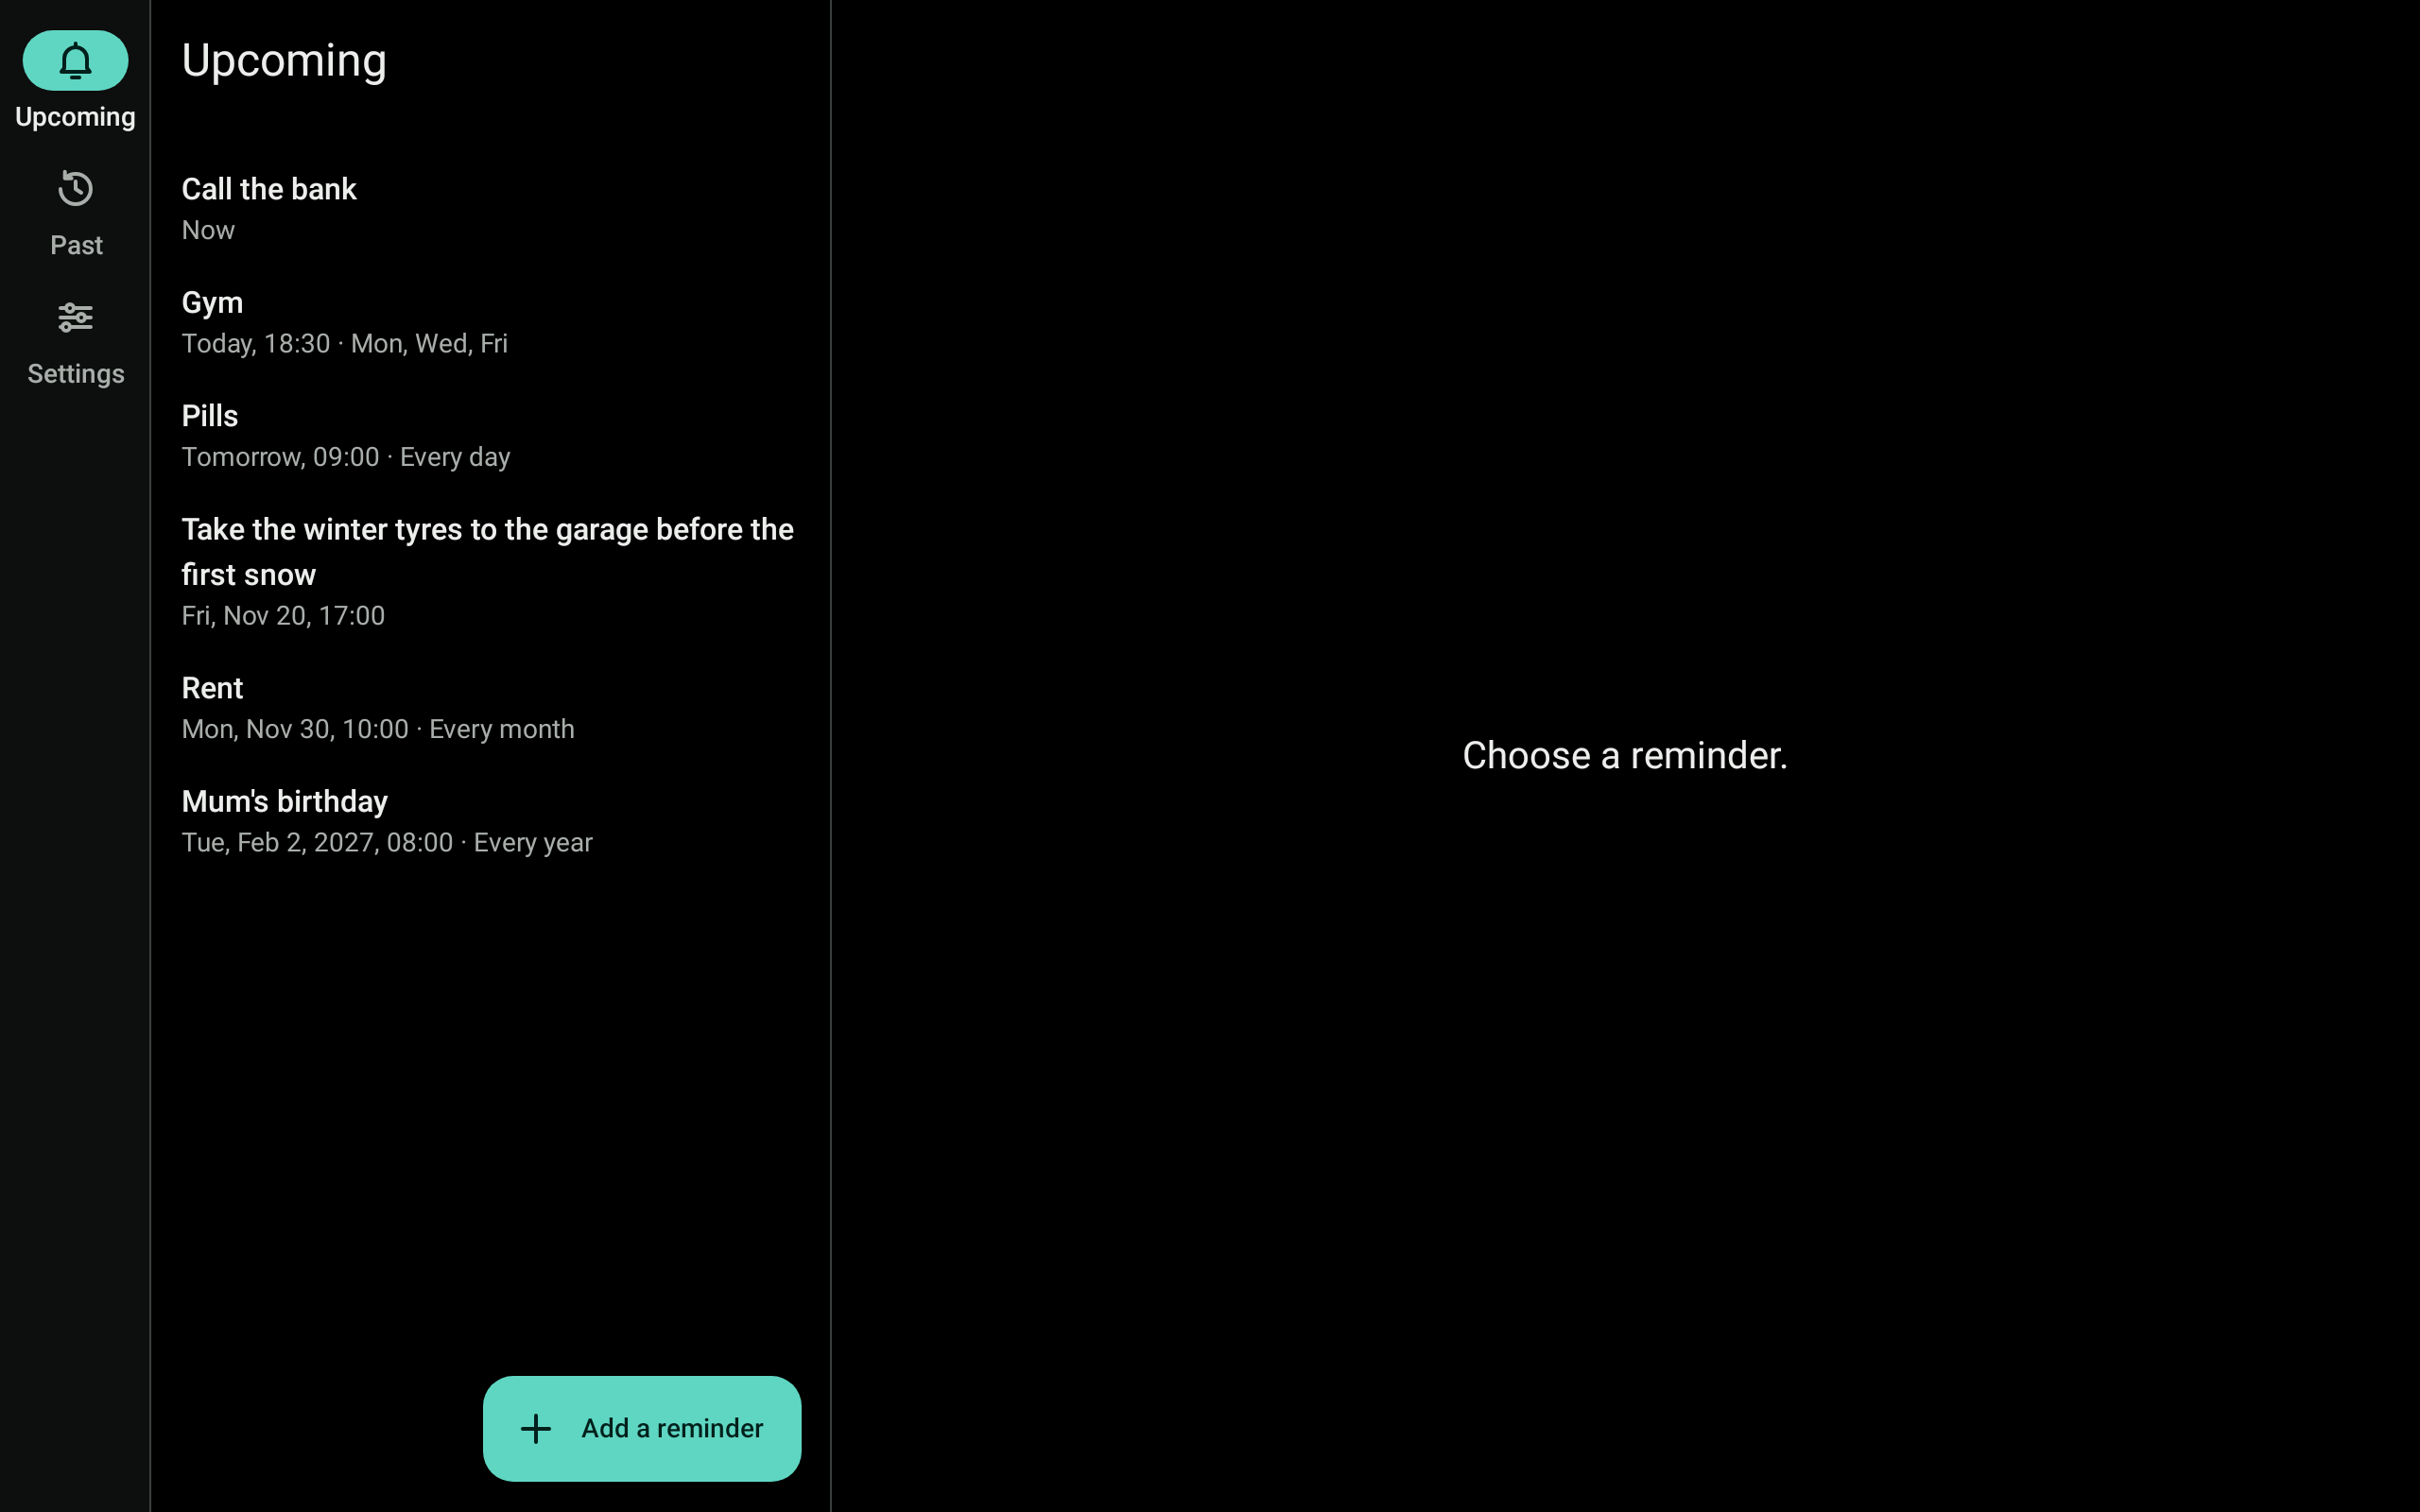 Upcoming
Past
Settings
Upcoming
Call the bank
Now
Gym
Today, 18:30 · Mon, Wed, Fri
Pills
Tomorrow, 09:00 · Every day
Take the winter tyres to the garage before the
first snow
Fri, Nov 20, 17:00
Rent
Mon, Nov 30, 10:00 · Every month
Mum's birthday
Tue, Feb 2, 2027, 08:00 · Every year
Add a reminder
Choose a reminder.